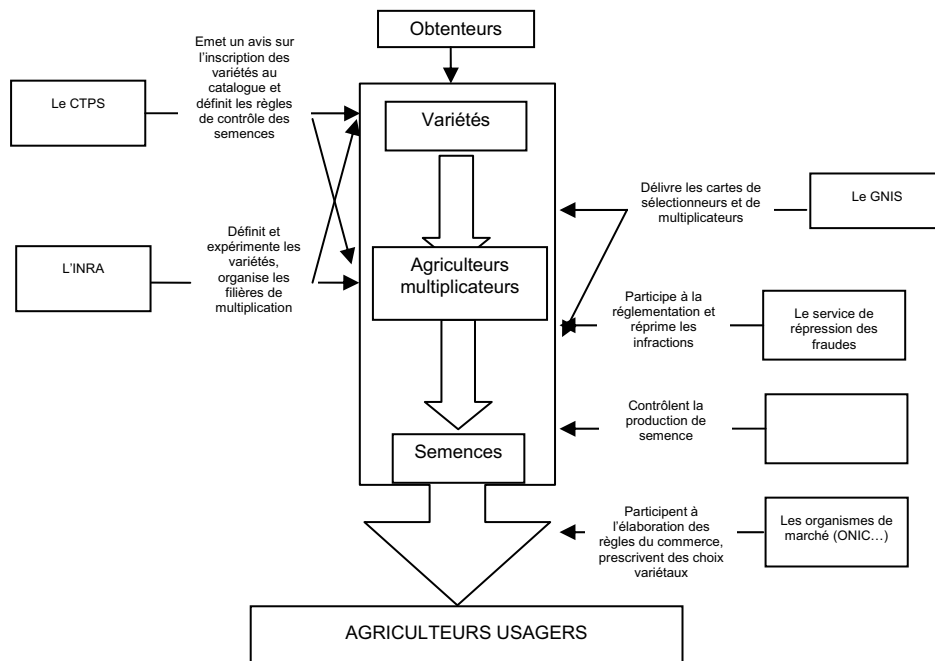 Obtenteurs
Emet un avis sur
l'inscription des
variétés au
catalogue et
définit les règles
de contrôle des
semences
Le CTPS
Variétés
Délivre les cartes de
sélectionneurs et de
multiplicateurs
Le GNIS
Définit et
expérimente les
variétés,
organise les
filières de
multiplication
L'INRA
Agriculteurs
multiplicateurs
Participe à la
réglementation et
réprime les
infractions
Le service de
répression des
fraudes
Contrôlent la
production de
semence
Semences
Participent à
l'élaboration des
règles du commerce,
prescrivent des choix
variétaux
Les organismes de
marché (ONIC…)
AGRICULTEURS USAGERS